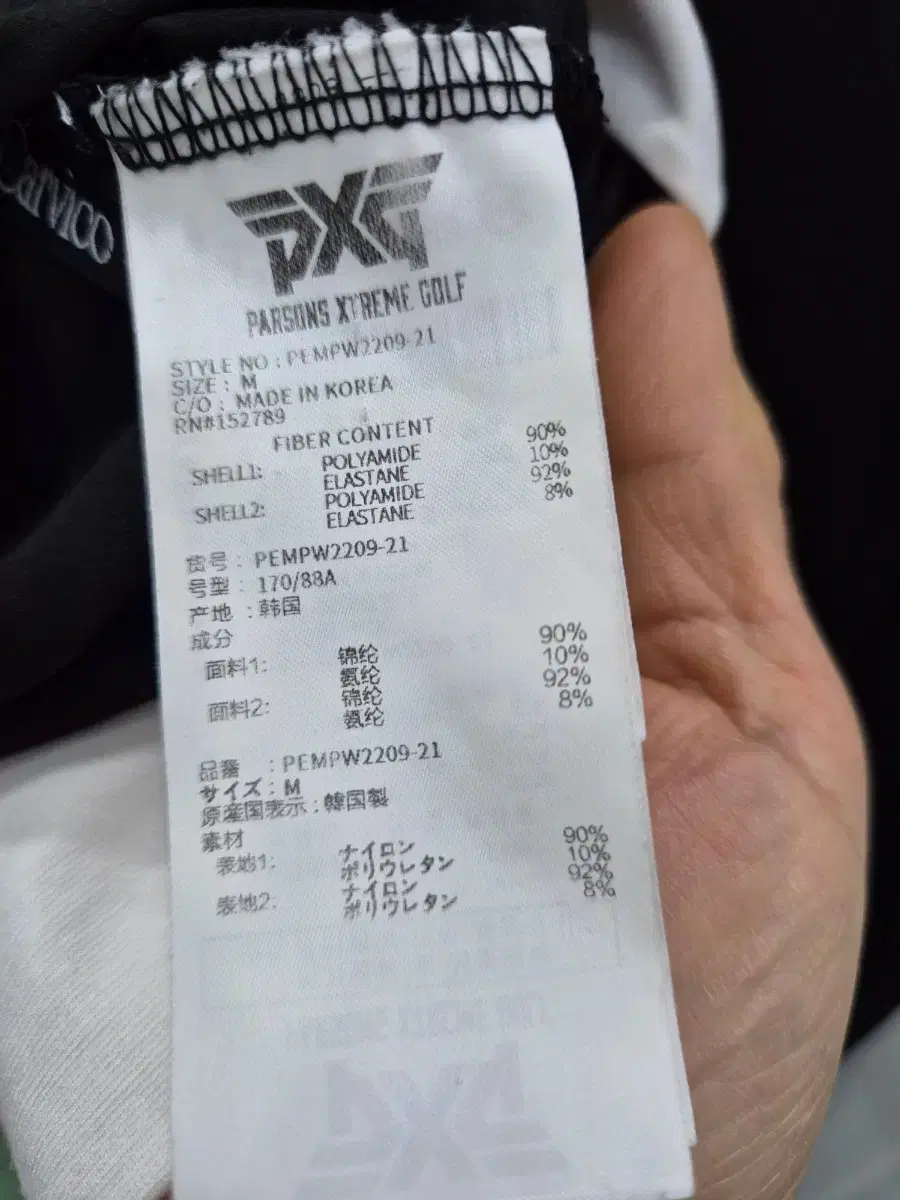 Carvico
PXG
PARSONS XTREME GOLF
STYLE NO : PEMPW2209-21
SIZE : M
C/O : MADE IN KOREA
RN#152789
FIBER CONTENT
SHELL1: POLYAMIDE 90%
ELASTANE 10%
SHELL2: POLYAMIDE 92%
ELASTANE 8%
货号 : PEMPW2209-21
号型 : 170/88A
产地 : 韩国
成分
面料1: 锦纶 90%
氨纶 10%
面料2: 锦纶 92%
氨纶 8%
品番 : PEMPW2209-21
サイズ : M
原産国表示 : 韓国製
素材
表地1: ナイロン 90%
ポリウレタン 10%
表地2: ナイロン 92%
ポリウレタン 8%